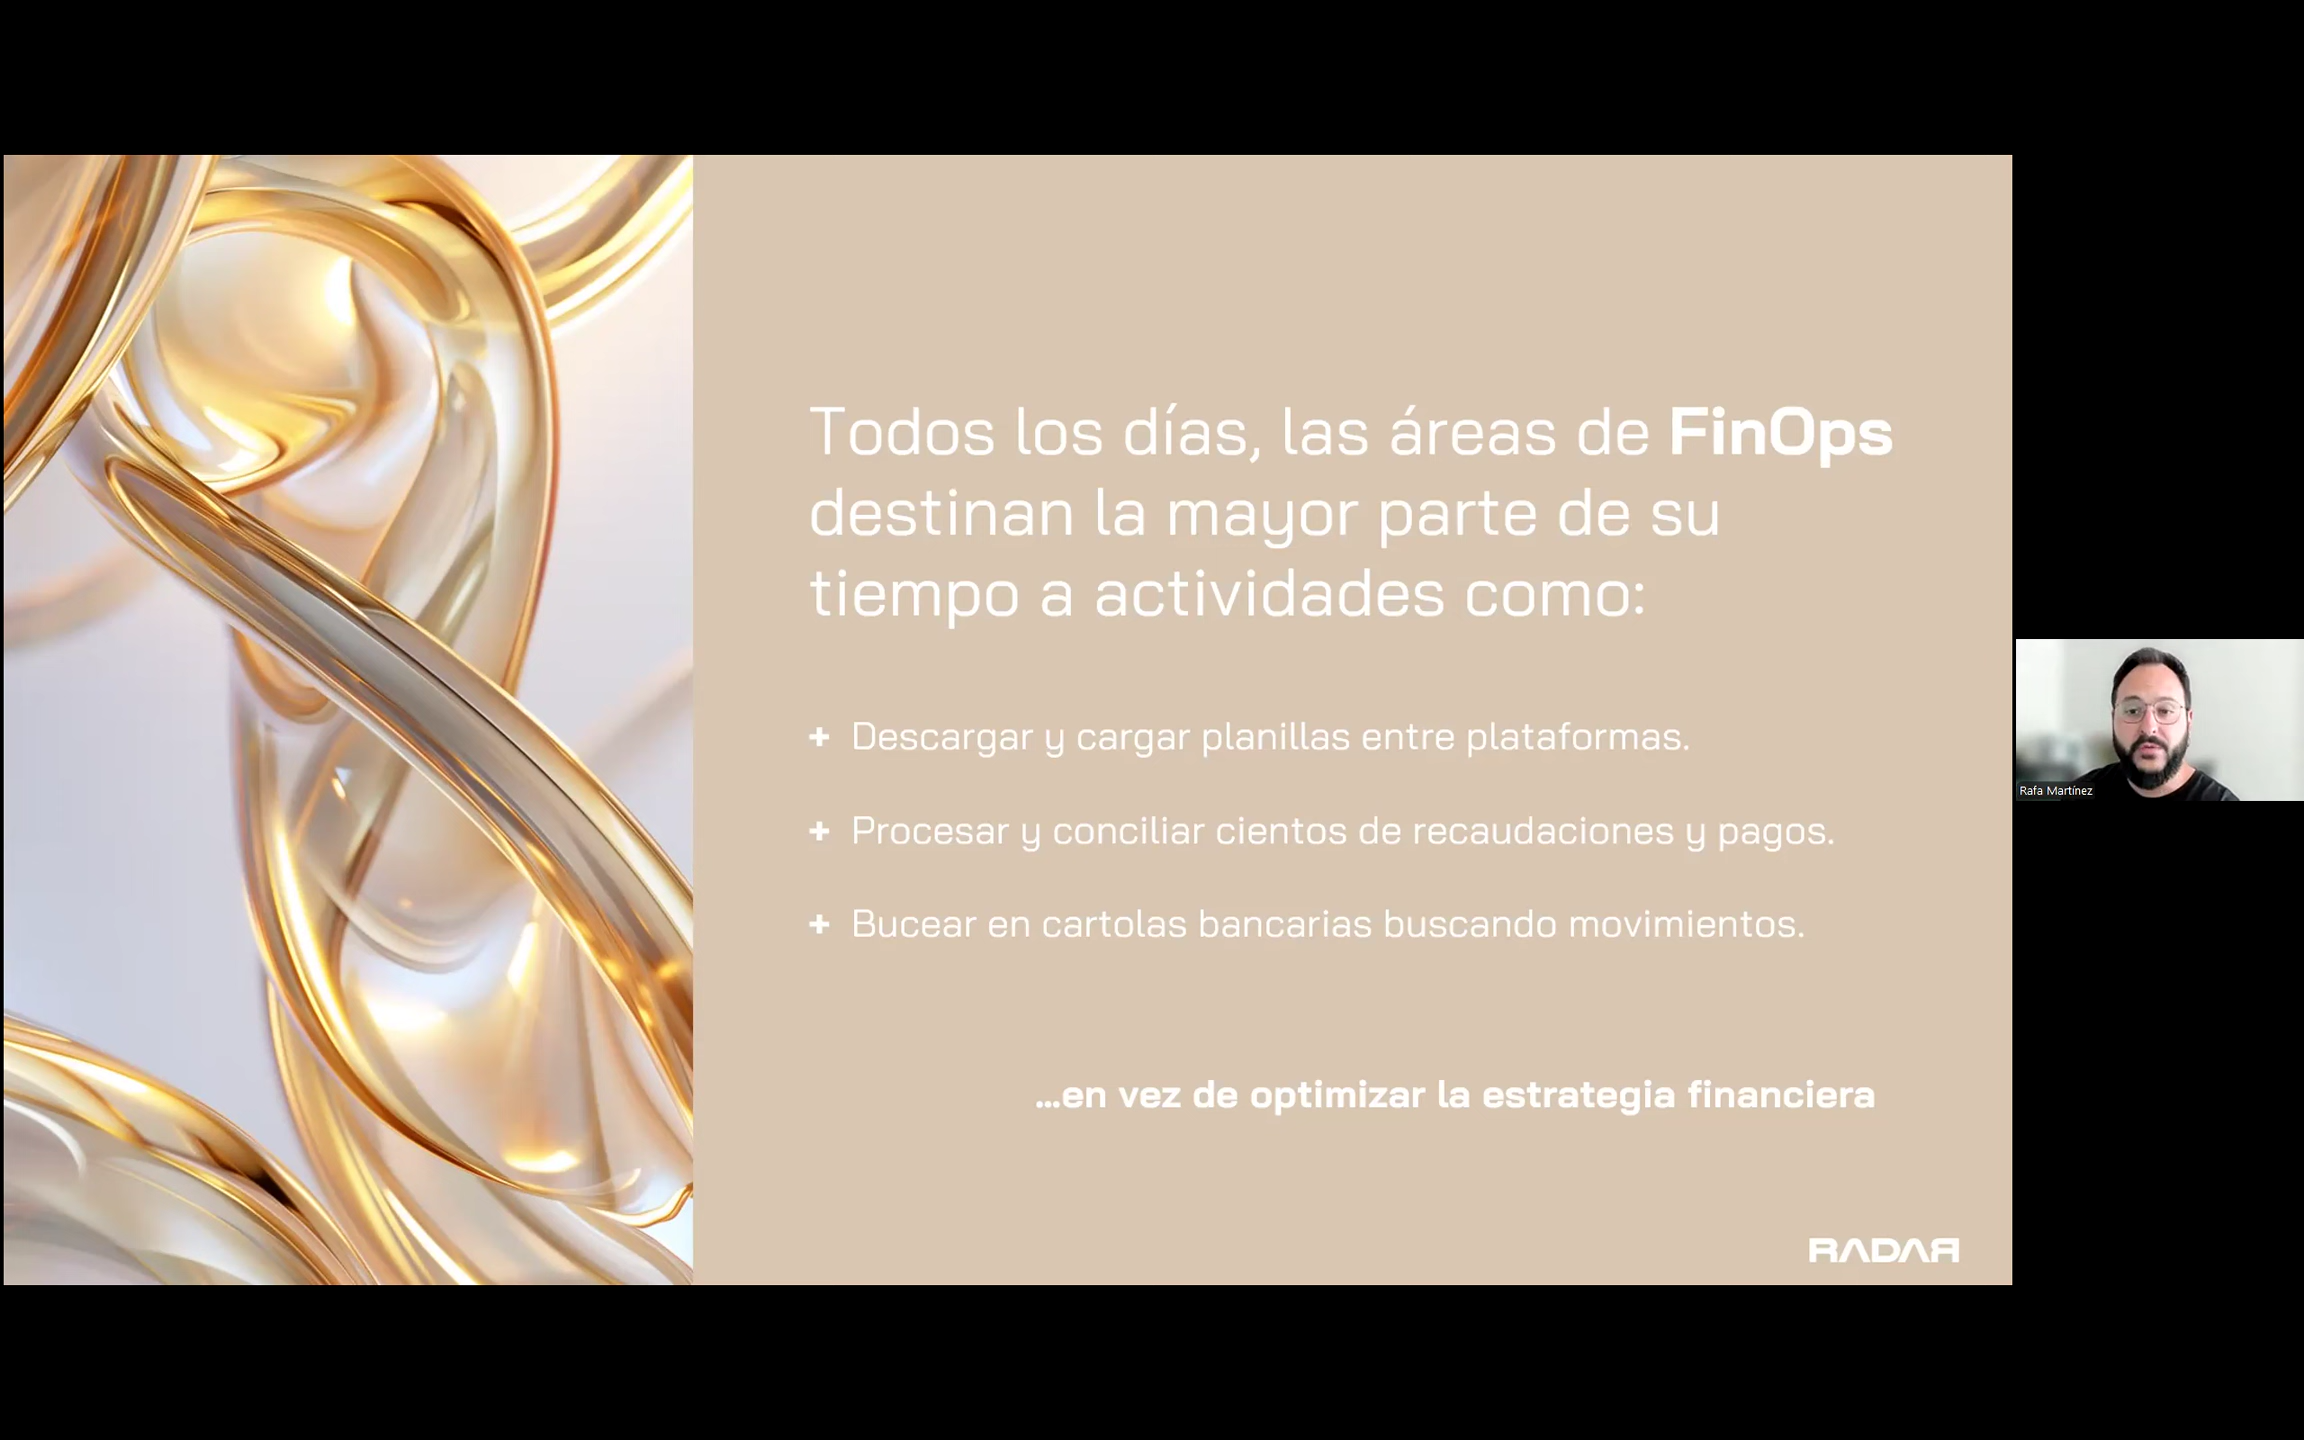 Todos los días, las áreas de FinOps
destinan la mayor parte de su
tiempo a actividades como:
+ Descargar y cargar planillas entre plataformas.
+ Procesar y conciliar cientos de recaudaciones y pagos.
+ Bucear en cartolas bancarias buscando movimientos.
...en vez de optimizar la estrategia financiera
RADAR
Rafa Martínez